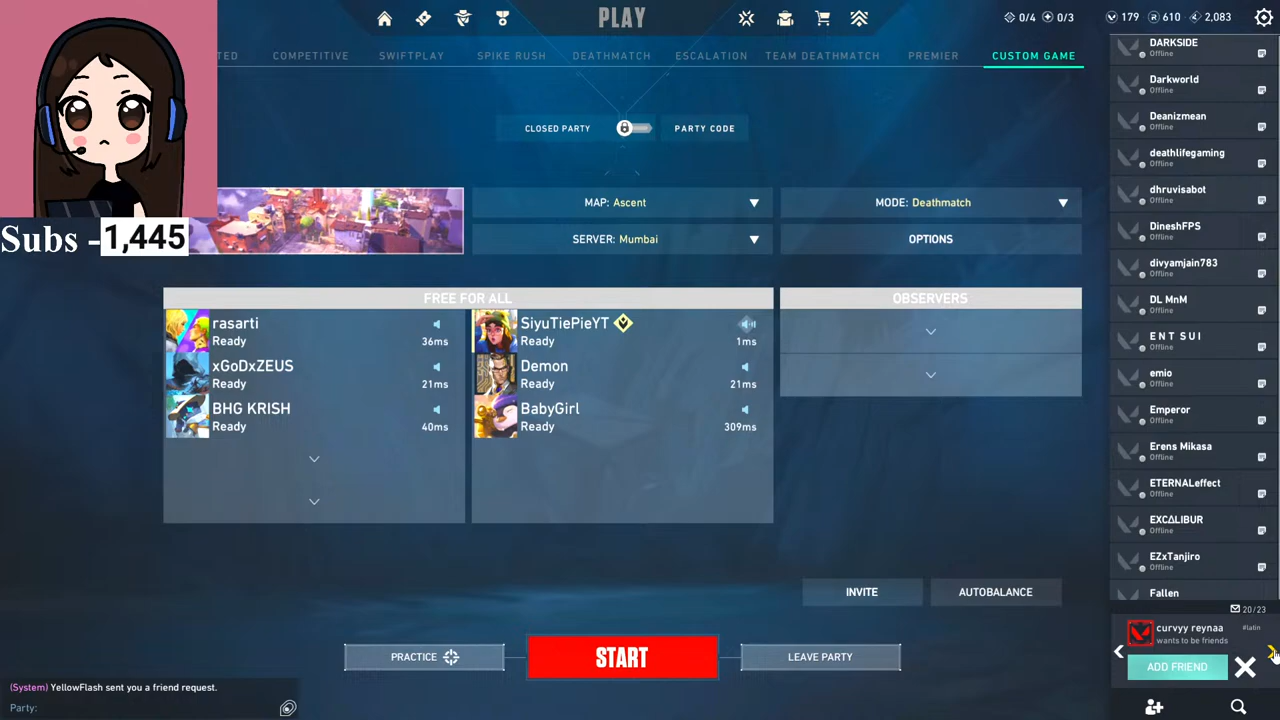 PLAY
0/4
0/3
179
610
2,083
TED
COMPETITIVE
SWIFTPLAY
SPIKE RUSH
DEATHMATCH
ESCALATION
TEAM DEATHMATCH
PREMIER
CUSTOM GAME
CLOSED PARTY
PARTY CODE
Subs -1,445
MAP: Ascent
MODE: Deathmatch
SERVER: Mumbai
OPTIONS
FREE FOR ALL
OBSERVERS
rasarti
Ready
36ms
SiyuTiePieYT
Ready
1ms
xGoDxZEUS
Ready
21ms
Demon
Ready
21ms
BHG KRISH
Ready
40ms
BabyGirl
Ready
309ms
INVITE
AUTOBALANCE
PRACTICE
START
LEAVE PARTY
(System) YellowFlash sent you a friend request.
Party:
DARKSIDE
Offline
Darkworld
Offline
Deanizmean
Offline
deathlifegaming
Offline
dhruvisabot
Offline
DineshFPS
Offline
divyamjain783
Offline
DL MnM
Offline
E N T S U I
Offline
emio
Offline
Emperor
Offline
Erens Mikasa
Offline
ETERNALeffect
Offline
EXCΔLIBUR
Offline
EZxTanjiro
Offline
Fallen
20/23
curvyy reynaa #latin
wants to be friends
ADD FRIEND